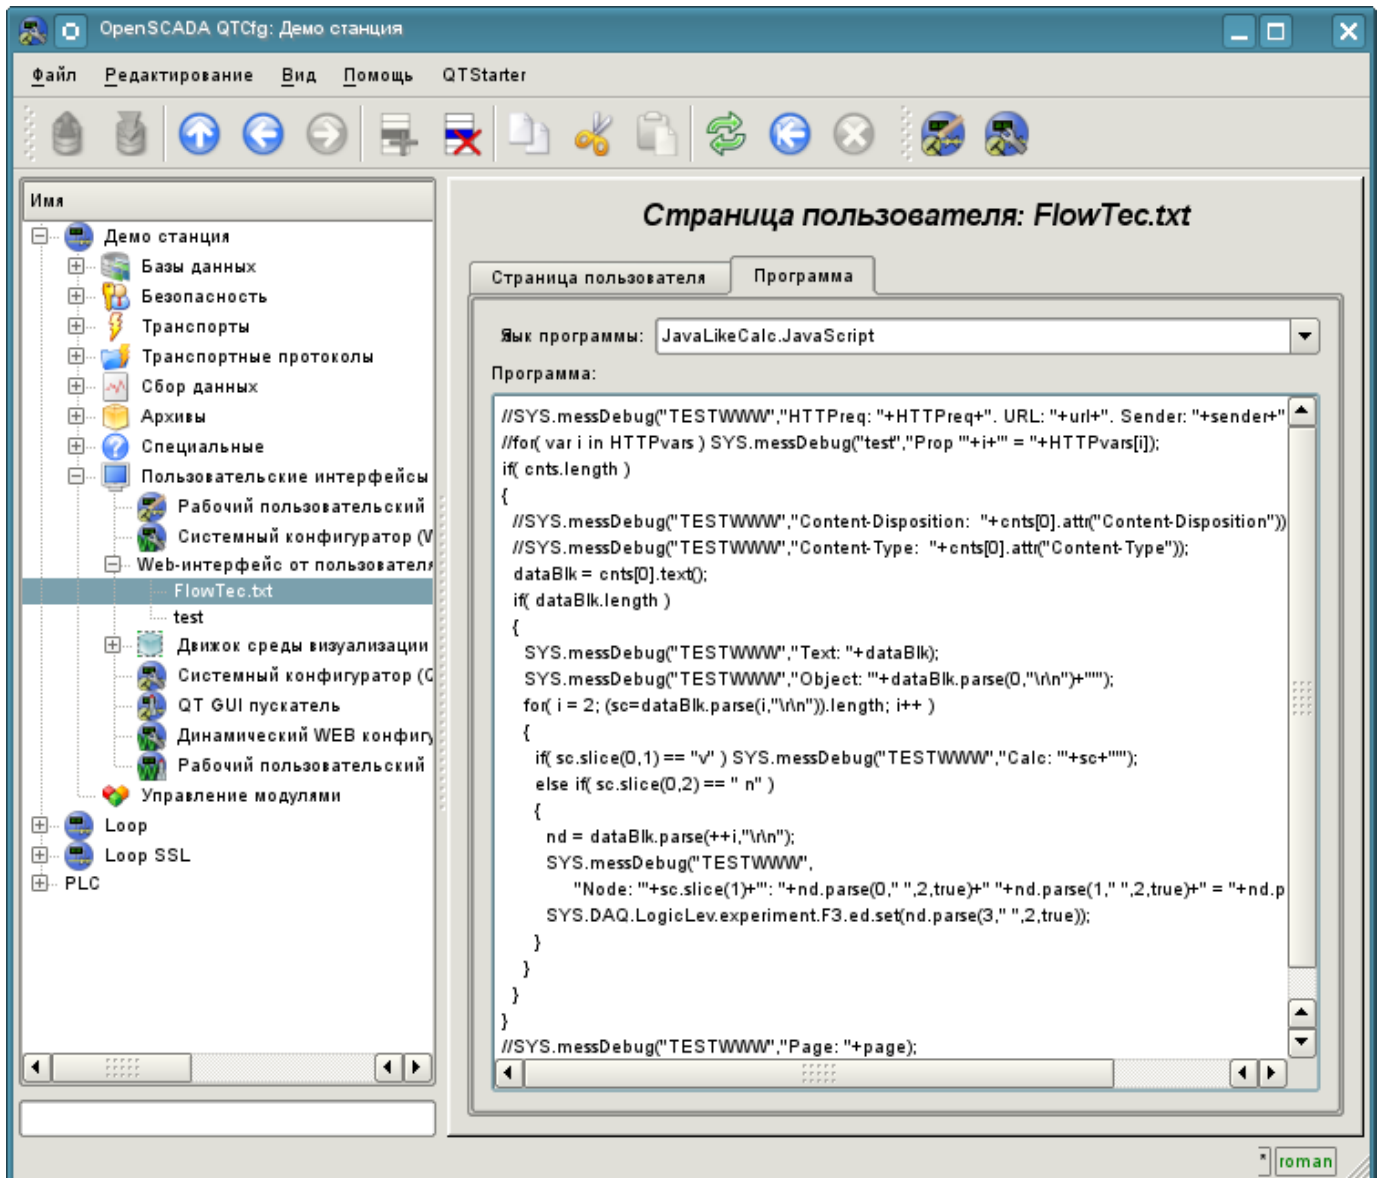 OpenSCADA QTCfg: Демо станция
Файл Редактирование Вид Помощь QTStarter
Имя
Демо станция
Базы данных
Безопасность
Транспорты
Транспортные протоколы
Сбор данных
Архивы
Специальные
Пользовательские интерфейсы
Рабочий пользовательский
Системный конфигуратор (W
Web-интерфейс от пользователя
FlowTec.txt
test
Движок среды визуализации
Системный конфигуратор (Q
QT GUI пускатель
Динамический WEB конфигу
Рабочий пользовательский
Управление модулями
Loop
Loop SSL
PLC
Страница пользователя: FlowTec.txt
Страница пользователя Программа
Язык программы: JavaLikeCalc.JavaScript
Программа:
//SYS.messDebug("TESTWWW","HTTPreq: "+HTTPreq+". URL: "+url+". Sender: "+sender+"
//for( var i in HTTPvars ) SYS.messDebug("test","Prop '"+i+"' = "+HTTPvars[i]);
if( cnts.length )
{
//SYS.messDebug("TESTWWW","Content-Disposition:  "+cnts[0].attr("Content-Disposition"))
//SYS.messDebug("TESTWWW","Content-Type:  "+cnts[0].attr("Content-Type"));
dataBlk = cnts[0].text();
if( dataBlk.length )
{
SYS.messDebug("TESTWWW","Text: "+dataBlk);
SYS.messDebug("TESTWWW","Object: '"+dataBlk.parse(0,"\r\n")+"'");
for( i = 2; (sc=dataBlk.parse(i,"\r\n")).length; i++ )
{
if( sc.slice(0,1) == "v" ) SYS.messDebug("TESTWWW","Calc: '"+sc+"'");
else if( sc.slice(0,2) == " n" )
{
nd = dataBlk.parse(++i,"\r\n");
SYS.messDebug("TESTWWW",
"Node: '"+sc.slice(1)+"': "+nd.parse(0," ",2,true)+" "+nd.parse(1," ",2,true)+" = "+nd.p
SYS.DAQ.LogicLev.experiment.F3.ed.set(nd.parse(3," ",2,true));
}
}
}
}
//SYS.messDebug("TESTWWW","Page: "+page);
* roman